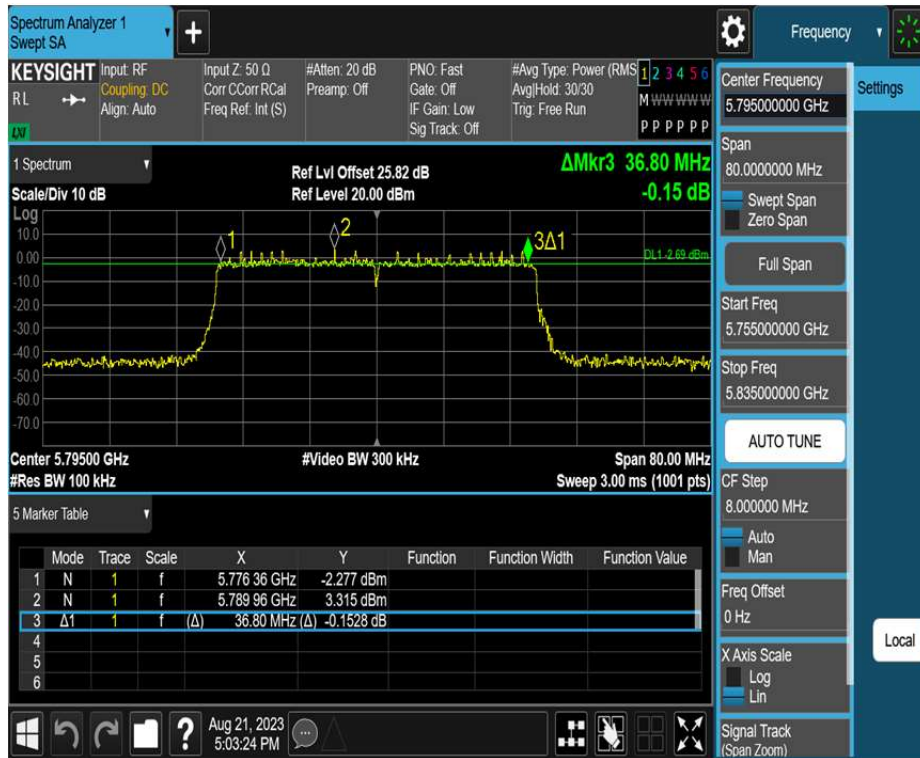 Spectrum Analyzer 1
Swept SA
+
Frequency
KEYSIGHT
RL
LXI
Input: RF
Coupling: DC
Align: Auto
Input Z: 50 Ω
Corr CCorr RCal
Freq Ref: Int (S)
#Atten: 20 dB
Preamp: Off
PNO: Fast
Gate: Off
IF Gain: Low
Sig Track: Off
#Avg Type: Power (RMS
Avg|Hold: 30/30
Trig: Free Run
1 2 3 4 5 6
M W W W W W
P P P P P P
1 Spectrum
Scale/Div 10 dB
Ref Lvl Offset 25.82 dB
Ref Level 20.00 dBm
ΔMkr3 36.80 MHz
-0.15 dB
Log
10.0
0.00
-10.0
-20.0
-30.0
-40.0
-50.0
-60.0
-70.0
1
2
3Δ1
DL1 -2.69 dBm
Center 5.79500 GHz
#Res BW 100 kHz
#Video BW 300 kHz
Span 80.00 MHz
Sweep 3.00 ms (1001 pts)
5 Marker Table
Mode Trace Scale X Y Function Function Width Function Value
1 N 1 f 5.776 36 GHz -2.277 dBm
2 N 1 f 5.789 96 GHz 3.315 dBm
3 Δ1 1 f (Δ) 36.80 MHz (Δ) -0.1528 dB
4
5
6
?
Aug 21, 2023
5:03:24 PM
Center Frequency
5.795000000 GHz
Settings
Span
80.0000000 MHz
Swept Span
Zero Span
Full Span
Start Freq
5.755000000 GHz
Stop Freq
5.835000000 GHz
AUTO TUNE
CF Step
8.000000 MHz
Auto
Man
Freq Offset
0 Hz
Local
X Axis Scale
Log
Lin
Signal Track
(Span Zoom)